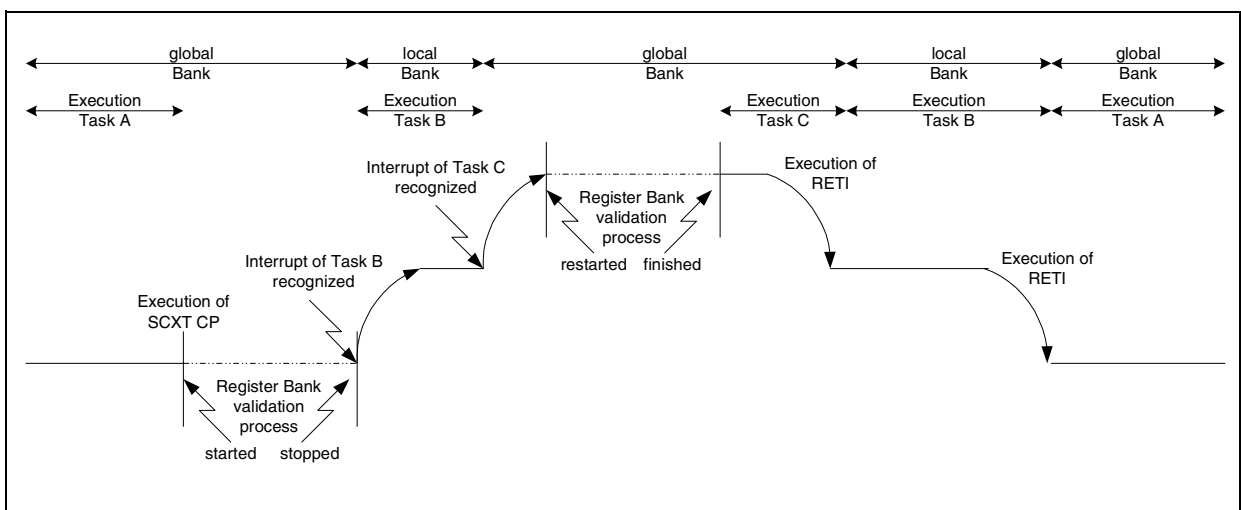 global
Bank
local
Bank
global
Bank
local
Bank
global
Bank
Execution
Task A
Execution
Task B
Execution
Task C
Execution
Task B
Execution
Task A
Interrupt of Task C
recognized
Execution of
RETI
Register Bank
validation
process
restarted
finished
Interrupt of Task B
recognized
Execution of
RETI
Execution of
SCXT CP
Register Bank
validation
process
started
stopped